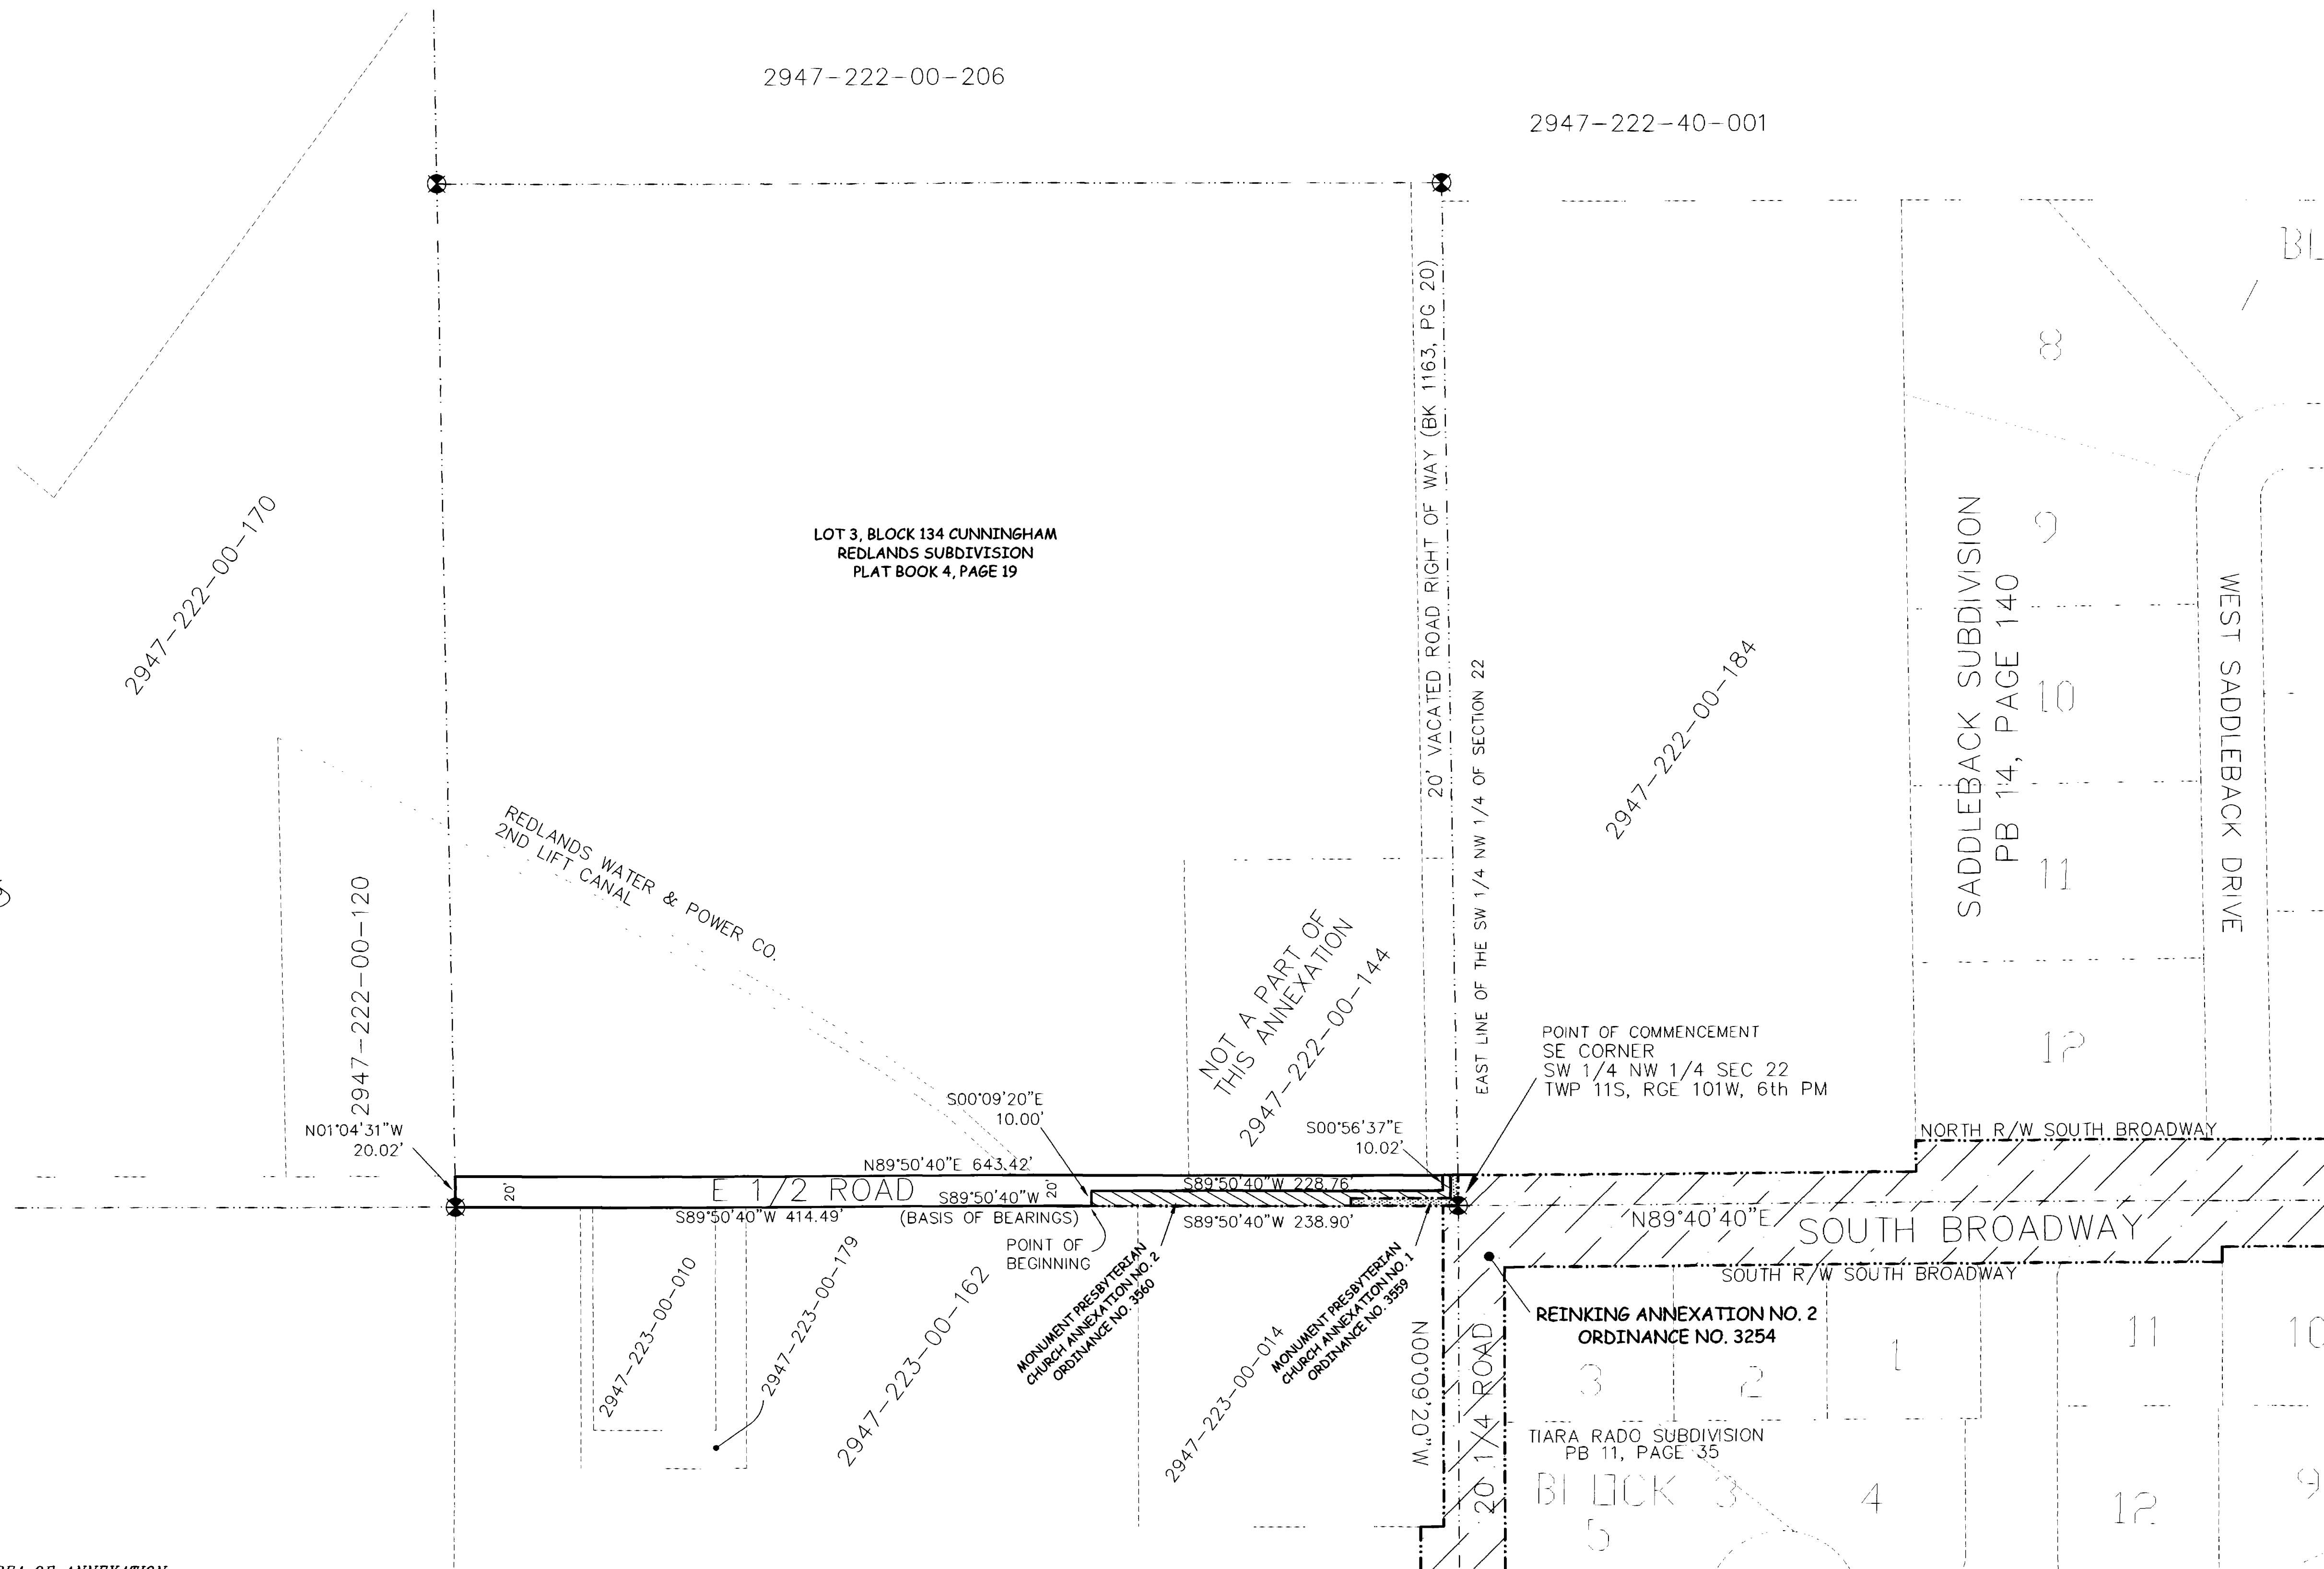 2947-222-00-206
2947-222-40-001
BL
8
20' VACATED ROAD RIGHT OF WAY (BK 1163, PG 20)
2947-222-00-170
LOT 3, BLOCK 134 CUNNINGHAM
REDLANDS SUBDIVISION
PLAT BOOK 4, PAGE 19
9
SADDLEBACK SUBDIVISION
PB 14, PAGE 140
WEST SADDLEBACK DRIVE
10
2947-222-00-184
EAST LINE OF THE SW 1/4 NW 1/4 OF SECTION 22
11
REDLANDS WATER & POWER CO.
2ND LIFT CANAL
2947-222-00-120
NOT A PART OF
THIS ANNEXATION
2947-222-00-144
12
POINT OF COMMENCEMENT
SE CORNER
SW 1/4 NW 1/4 SEC 22
TWP 11S, RGE 101W, 6th PM
S00°09'20"E
10.00'
N01°04'31"W
20.02'
S00°56'37"E
10.02'
NORTH R/W SOUTH BROADWAY
N89°50'40"E 643.42'
20'
E 1/2 ROAD
S89°50'40"W
20'
S89°50'40"W 228.76'
S89°50'40"W 414.49'
(BASIS OF BEARINGS)
S89°50'40"W 238.90'
N89°40'40"E
SOUTH BROADWAY
POINT OF
BEGINNING
SOUTH R/W SOUTH BROADWAY
2947-223-00-010
2947-223-00-179
2947-223-00-162
MONUMENT PRESBYTERIAN
CHURCH ANNEXATION NO. 2
ORDINANCE NO. 3560
2947-223-00-014
MONUMENT PRESBYTERIAN
CHURCH ANNEXATION NO. 1
ORDINANCE NO. 3559
N00°09'20"W
20 1/4 ROAD
REINKING ANNEXATION NO. 2
ORDINANCE NO. 3254
3
2
1
11
10
TIARA RADO SUBDIVISION
PB 11, PAGE 35
BLOCK 3
4
5
12
9
AREA OF ANNEXATION